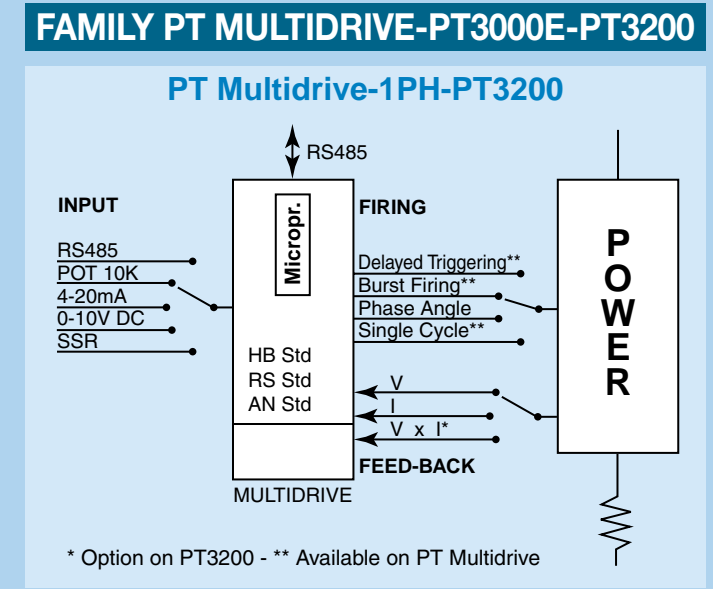 FAMILY PT MULTIDRIVE-PT3000E-PT3200
PT Multidrive-1PH-PT3200
RS485
INPUT
RS485
POT 10K
4-20mA
0-10V DC
SSR
Micropr.
HB Std
RS Std
AN Std
MULTIDRIVE
FIRING
Delayed Triggering**
Burst Firing**
Phase Angle
Single Cycle**
V
I
V x I*
FEED-BACK
POWER
* Option on PT3200 - ** Available on PT Multidrive